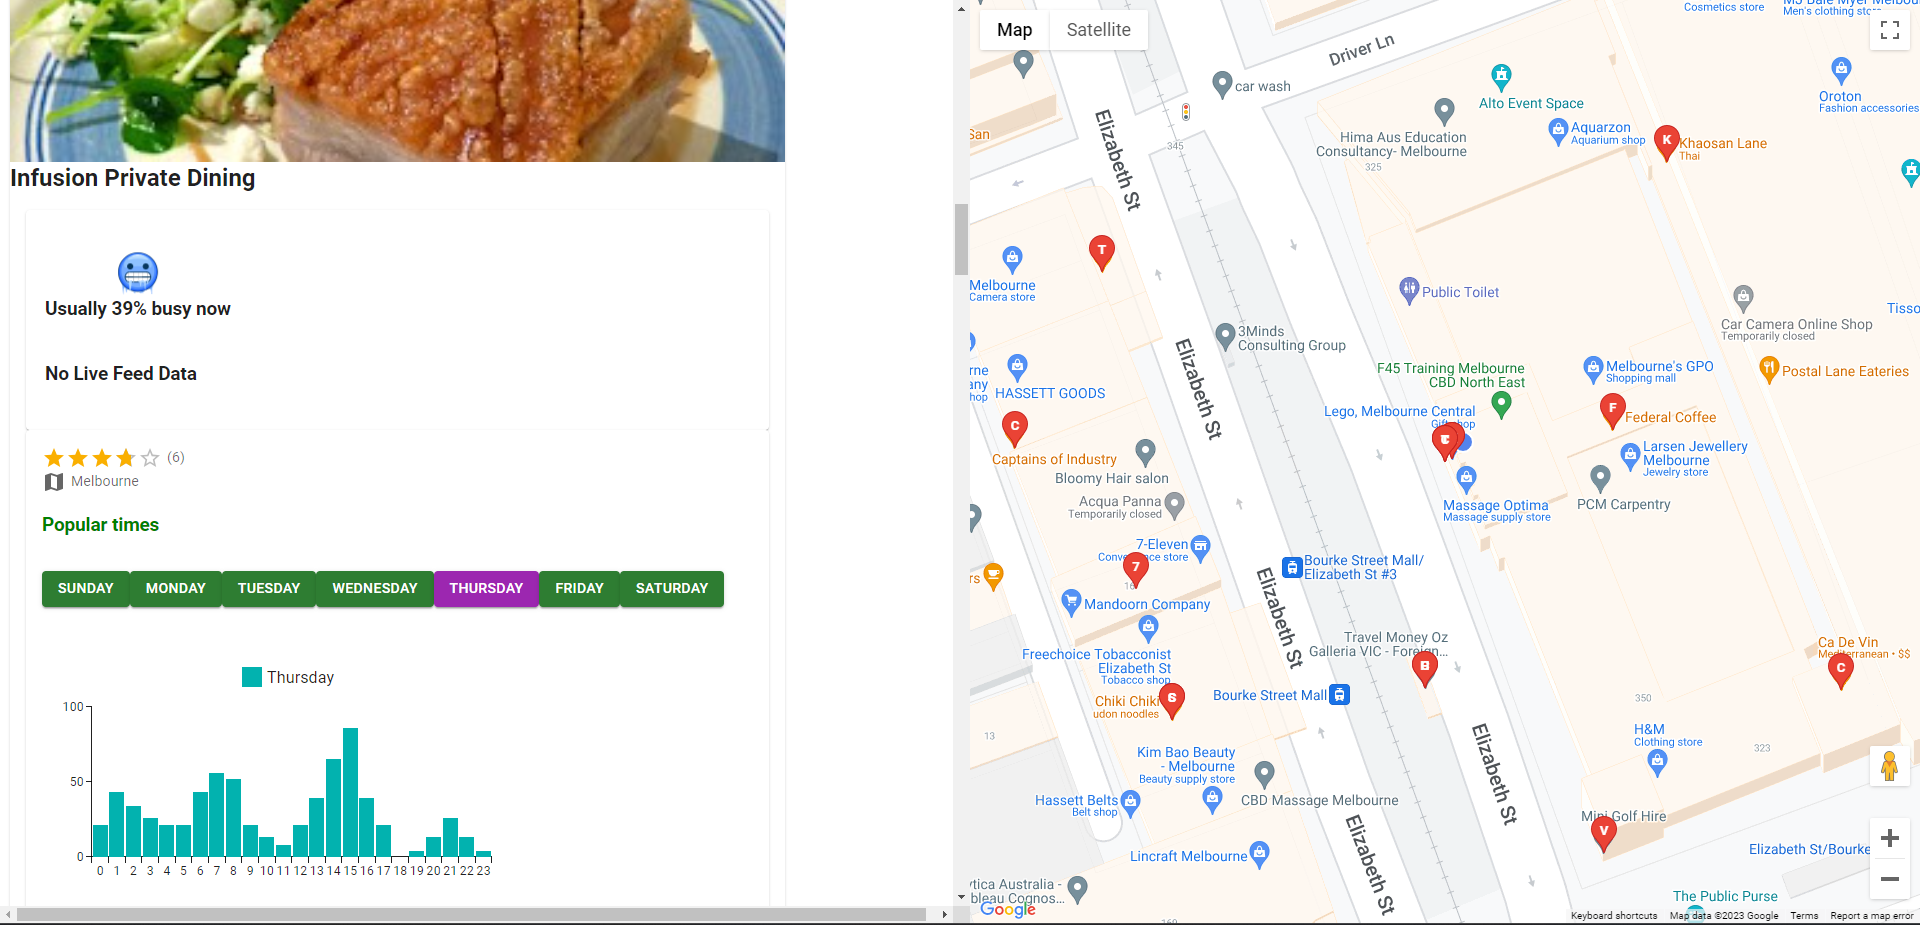 Infusion Private Dining
Usually 39% busy now
No Live Feed Data
(6)
Melbourne
Popular times
SUNDAY MONDAY TUESDAY WEDNESDAY THURSDAY FRIDAY SATURDAY
Thursday
100
50
0
0 1 2 3 4 5 6 7 8 9 10 11 12 13 14 15 16 17 18 19 20 21 22 23
Map Satellite
Cosmetics store
Men's clothing
Driver Ln
car wash
Alto Event Space
Oroton
Fashion accessories
San
Elizabeth St
345
Hima Aus Education
Consultancy- Melbourne
325
Aquarzon
Aquarium shop
K
Khaosan Lane
Thai
T
Melbourne
Camera store
Public Toilet
Tisso
Car Camera Online Shop
Temporarily closed
3Minds
Consulting Group
Elizabeth St
HASSETT GOODS
F45 Training Melbourne
CBD North East
Melbourne's GPO
Shopping mall
Postal Lane Eateries
Lego, Melbourne Central
F
Federal Coffee
C
Captains of Industry
Larsen Jewellery
Melbourne
Jewelry store
Bloomy Hair salon
Acqua Panna
Temporarily closed
Massage Optima
Massage supply store
PCM Carpentry
7-Eleven
7
Bourke Street Mall/
Elizabeth St #3
Elizabeth St
Mandoorn Company
Freechoice Tobacconist
Elizabeth St
Tobacco shop
Travel Money Oz
Galleria VIC - Foreign...
Ca De Vin
Mediterranean • $$
C
Chiki Chiki
udon noodles
Bourke Street Mall
350
13
H&M
Clothing store
323
Kim Bao Beauty
- Melbourne
Beauty supply store
Elizabeth St
Hassett Belts
Belt shop
CBD Massage Melbourne
Mini Golf Hire
V
Elizabeth St
Lincraft Melbourne
Elizabeth St/Bourke
ytica Australia -
bleau Cognos...
The Public Purse
Google
160
Keyboard shortcuts Map data ©2023 Google Terms Report a map error